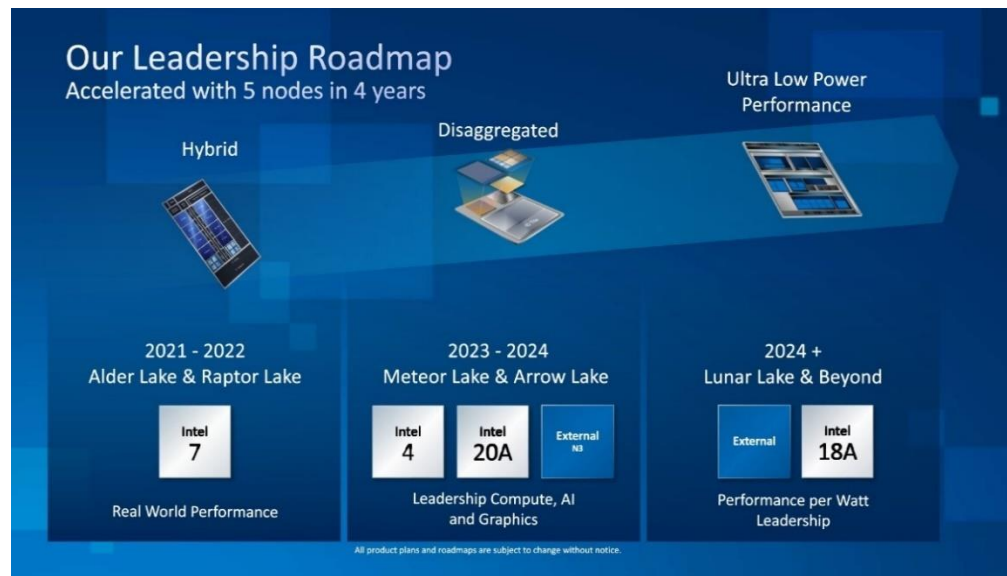 Our Leadership Roadmap
Accelerated with 5 nodes in 4 years
Hybrid
Disaggregated
Ultra Low Power
Performance
2021 - 2022
Alder Lake & Raptor Lake
Intel
7
Real World Performance
2023 - 2024
Meteor Lake & Arrow Lake
Intel
4
Intel
20A
External
N3
Leadership Compute, AI
and Graphics
2024 +
Lunar Lake & Beyond
External
Intel
18A
Performance per Watt
Leadership
All product plans and roadmaps are subject to change without notice.